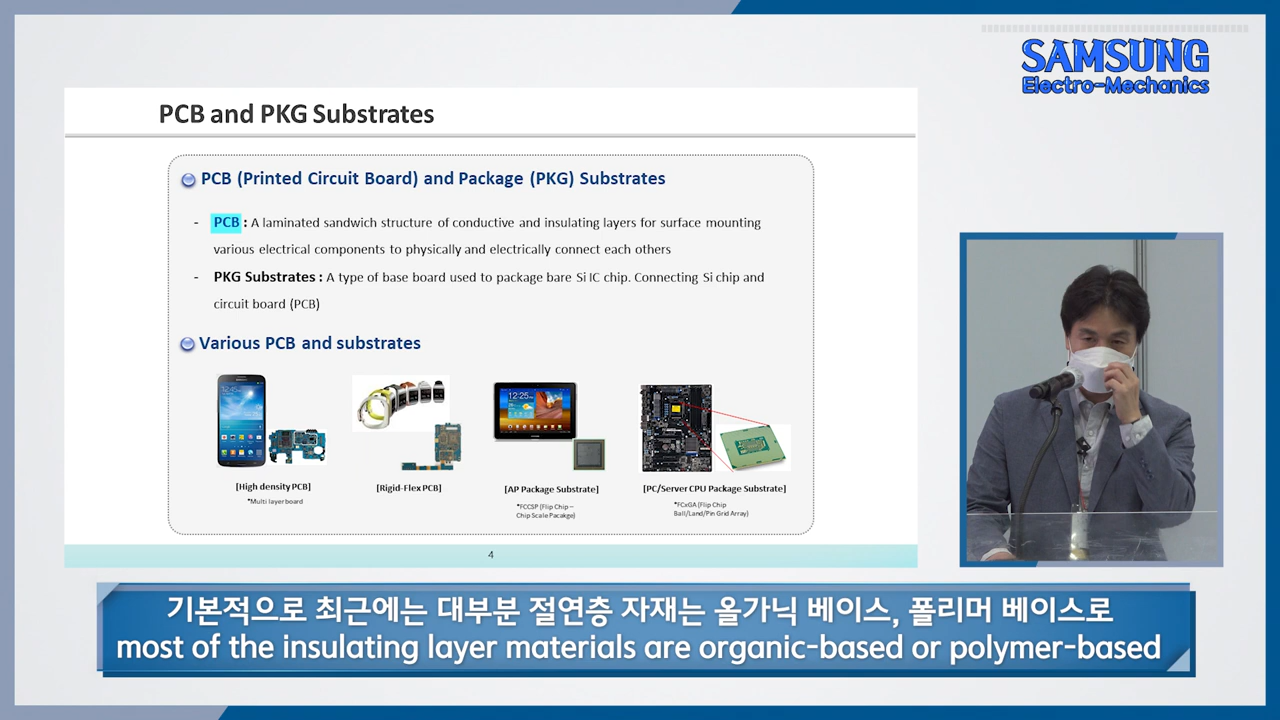 SAMSUNG
Electro-Mechanics
PCB and PKG Substrates
PCB (Printed Circuit Board) and Package (PKG) Substrates
- PCB : A laminated sandwich structure of conductive and insulating layers for surface mounting
various electrical components to physically and electrically connect each others
- PKG Substrates : A type of base board used to package bare Si IC chip. Connecting Si chip and
circuit board (PCB)
Various PCB and substrates
12:45
12:25
[High density PCB]
*Multi layer board
[Rigid-Flex PCB]
[AP Package Substrate]
*FCCSP (Flip Chip –
Chip Scale Pacakge)
[PC/Server CPU Package Substrate]
*FCxGA (Flip Chip
Ball/Land/Pin Grid Array)
4
기본적으로 최근에는 대부분 절연층 자재는 올가닉 베이스, 폴리머 베이스로
most of the insulating layer materials are organic-based or polymer-based